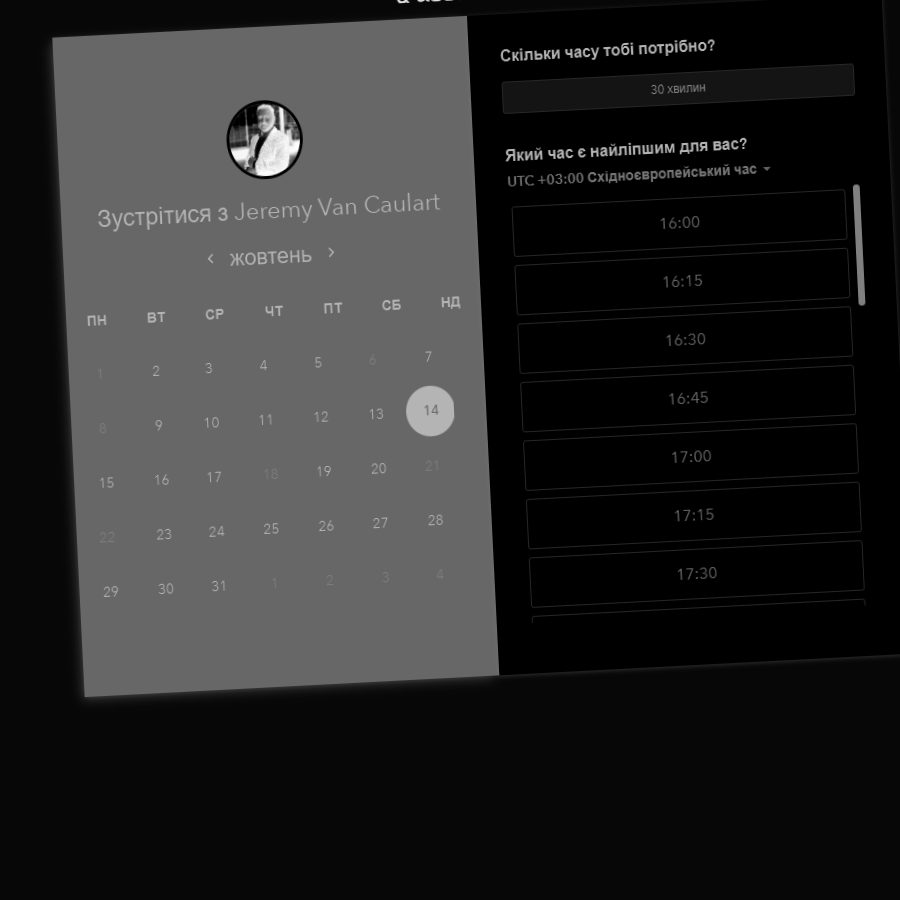 Зустрітися з Jeremy Van Caulart
жовтень
ПН ВТ СР ЧТ ПТ СБ НД
1 2 3 4 5 6 7
8 9 10 11 12 13 14
15 16 17 18 19 20 21
22 23 24 25 26 27 28
29 30 31 1 2 3 4
Скільки часу тобі потрібно?
30 хвилин
Який час є найліпшим для вас?
UTC +03:00 Східноєвропейський час
16:00
16:15
16:30
16:45
17:00
17:15
17:30